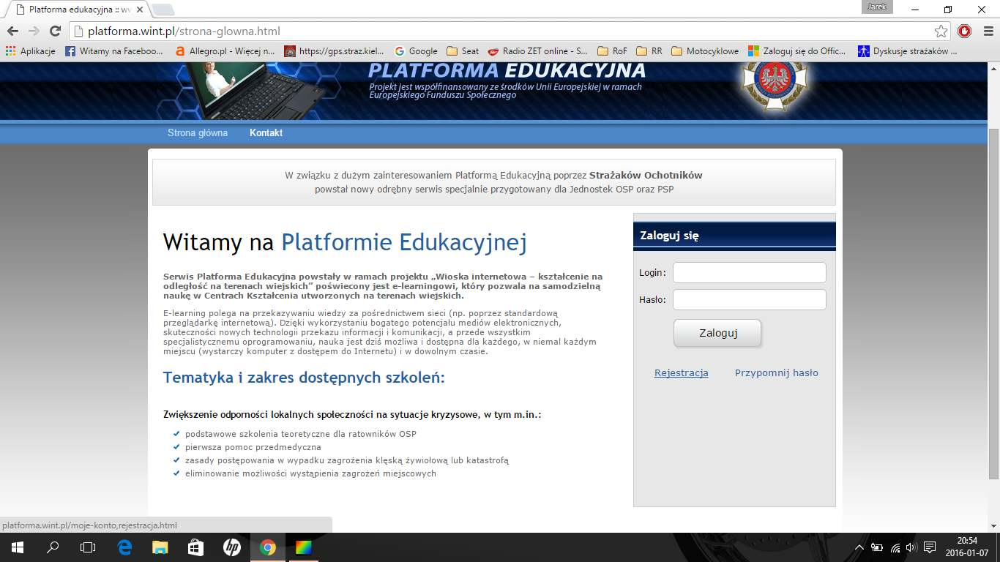 Platforma edukacyjna :: ww
Jarek
platforma.wint.pl/strona-glowna.html
Aplikacje
Witamy na Faceboo...
Allegro.pl - Więcej n...
https://gps.straz.kiel...
Google
Seat
Radio ZET online - S...
RoF
RR
Motocyklowe
Zaloguj się do Offic...
Dyskusje strażaków ...
PLATFORMA EDUKACYJNA
Projekt jest współfinansowany ze środków Unii Europejskiej w ramach
Europejskiego Funduszu Społecznego
Strona główna
Kontakt
W związku z dużym zainteresowaniem Platformą Edukacyjną poprzez Strażaków Ochotników
powstał nowy odrębny serwis specjalnie przygotowany dla Jednostek OSP oraz PSP
Witamy na Platformie Edukacyjnej
Serwis Platforma Edukacyjna powstały w ramach projektu „Wioska internetowa – kształcenie na
odległość na terenach wiejskich” poświecony jest e-learningowi, który pozwala na samodzielną
naukę w Centrach Kształcenia utworzonych na terenach wiejskich.
E-learning polega na przekazywaniu wiedzy za pośrednictwem sieci (np. poprzez standardową
przeglądarkę internetową). Dzięki wykorzystaniu bogatego potencjału mediów elektronicznych,
skuteczności nowych technologii przekazu informacji i komunikacji, a przede wszystkim
specjalistycznemu oprogramowaniu, nauka jest dziś możliwa i dostępna dla każdego, w niemal każdym
miejscu (wystarczy komputer z dostępem do Internetu) i w dowolnym czasie.
Tematyka i zakres dostępnych szkoleń:
Zwiększenie odporności lokalnych społeczności na sytuacje kryzysowe, w tym m.in.:
podstawowe szkolenia teoretyczne dla ratowników OSP
pierwsza pomoc przedmedyczna
zasady postępowania w wypadku zagrożenia klęską żywiołową lub katastrofą
eliminowanie możliwości wystąpienia zagrożeń miejscowych
Zaloguj się
Login:
Hasło:
Zaloguj
Rejestracja
Przypomnij hasło
platforma.wint.pl/moje-konto,rejestracja.html
20:54
2016-01-07